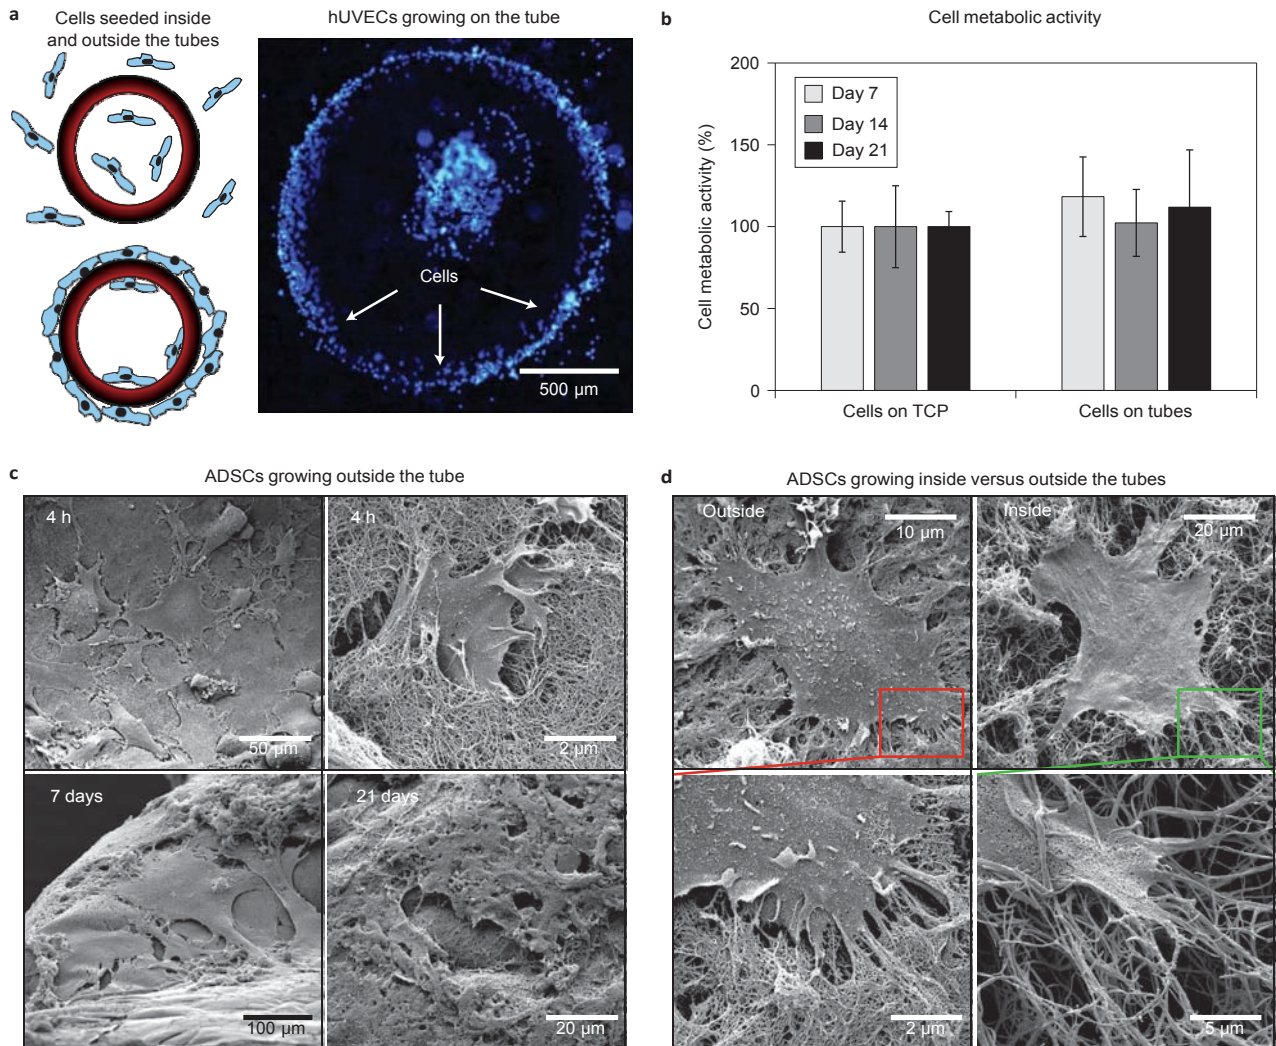 a
Cells seeded inside
and outside the tubes
hUVECs growing on the tube
Cells
500 µm
b
Cell metabolic activity
Cell metabolic activity (%)
200
150
100
50
0
Day 7
Day 14
Day 21
Cells on TCP
Cells on tubes
c
ADSCs growing outside the tube
4 h
50 µm
4 h
2 µm
7 days
100 µm
21 days
20 µm
d
ADSCs growing inside versus outside the tubes
Outside
10 µm
Inside
20 µm
2 µm
5 µm